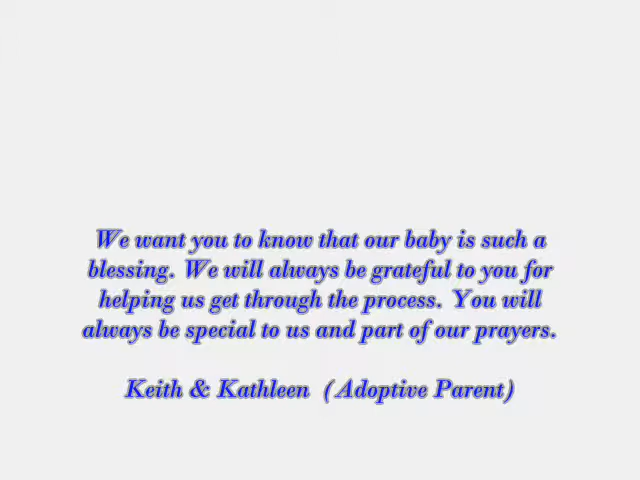 We want you to know that our baby is such a
blessing. We will always be grateful to you for
helping us get through the process. You will
always be special to us and part of our prayers.
Keith & Kathleen (Adoptive Parent)